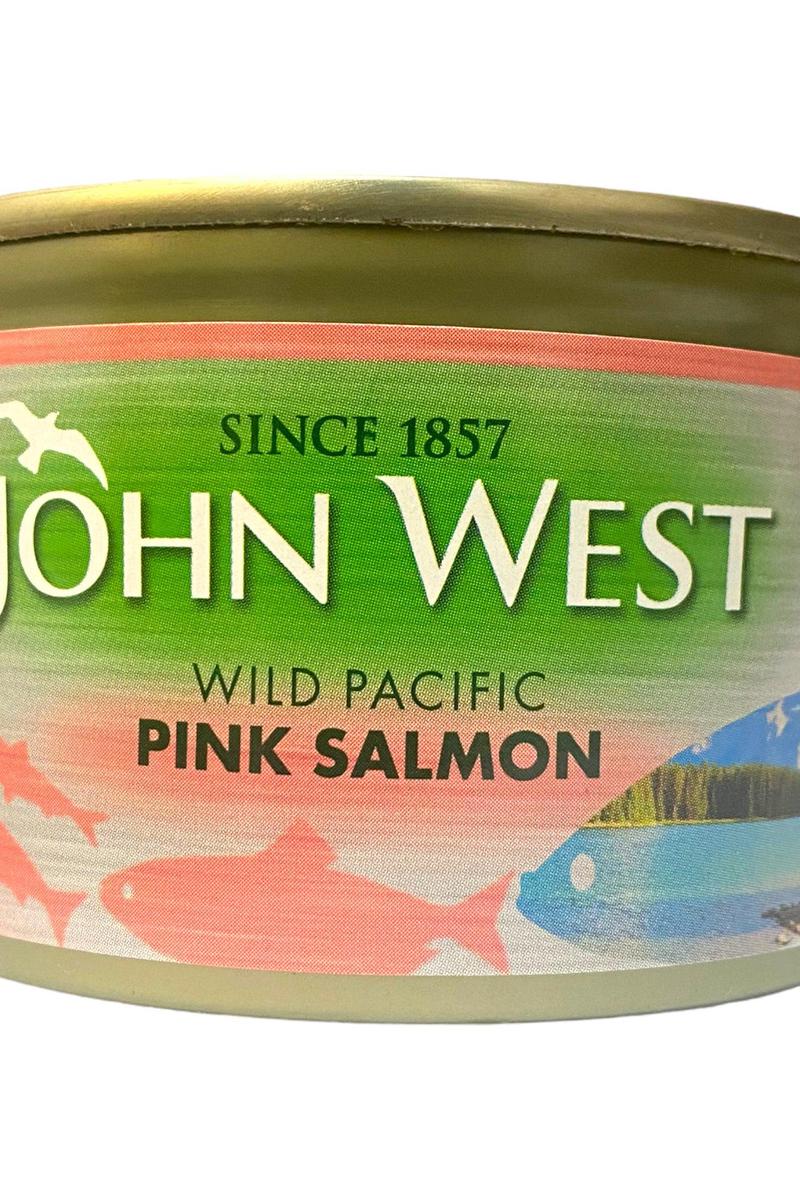 SINCE 1857
JOHN WEST
WILD PACIFIC
PINK SALMON